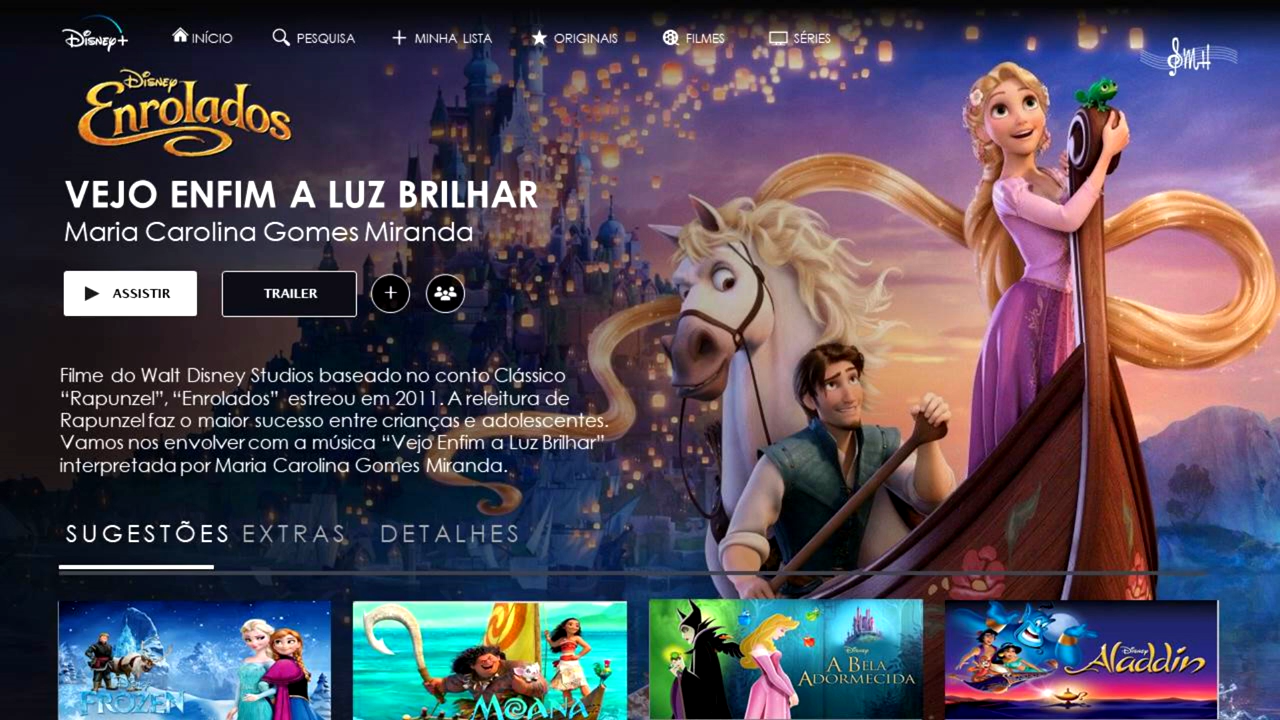 Disney+ INÍCIO PESQUISA MINHA LISTA ORIGINAIS FILMES SÉRIES
SMH
Disney
Enrolados
VEJO ENFIM A LUZ BRILHAR
Maria Carolina Gomes Miranda
ASSISTIR TRAILER
Filme do Walt Disney Studios baseado no conto Clássico
“Rapunzel”, “Enrolados” estreou em 2011. A releitura de
Rapunzel faz o maior sucesso entre crianças e adolescentes.
Vamos nos envolver com a música “Vejo Enfim a Luz Brilhar”
interpretada por Maria Carolina Gomes Miranda.
SUGESTÕES EXTRAS DETALHES
FROZEN
MOANA
Disney
A BELA
ADORMECIDA
Disney
Aladdin